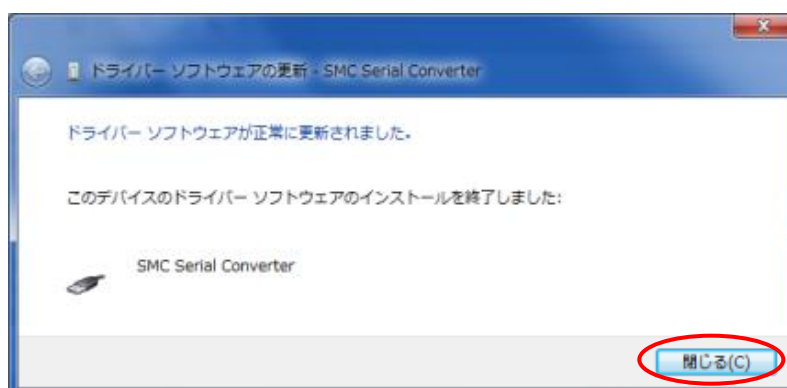 ドライバー ソフトウェアの更新 - SMC Serial Converter
ドライバー ソフトウェアが正常に更新されました。
このデバイスのドライバー ソフトウェアのインストールを終了しました:
SMC Serial Converter
閉じる(C)